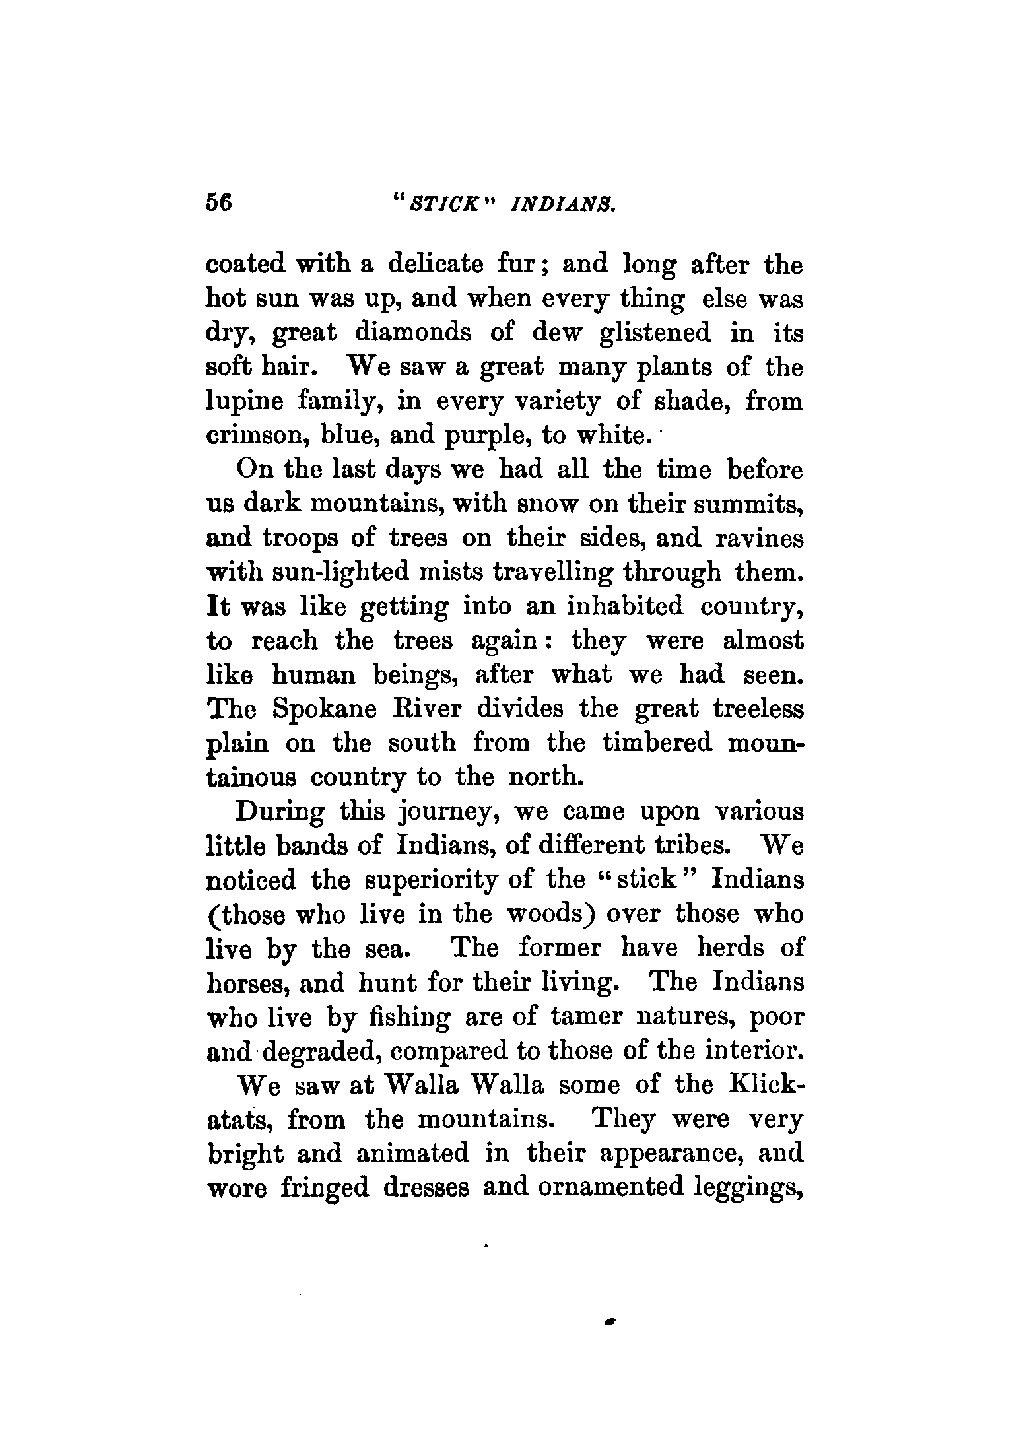 56 "STICK" INDIANS.
coated with a delicate fur; and long after the
hot sun was up, and when every thing else was
dry, great diamonds of dew glistened in its
soft hair. We saw a great many plants of the
lupine family, in every variety of shade, from
crimson, blue, and purple, to white.
On the last days we had all the time before
us dark mountains, with snow on their summits,
and troops of trees on their sides, and ravines
with sun-lighted mists travelling through them.
It was like getting into an inhabited country,
to reach the trees again: they were almost
like human beings, after what we had seen.
The Spokane River divides the great treeless
plain on the south from the timbered moun-
tainous country to the north.
During this journey, we came upon various
little bands of Indians, of different tribes. We
noticed the superiority of the "stick" Indians
(those who live in the woods) over those who
live by the sea. The former have herds of
horses, and hunt for their living. The Indians
who live by fishing are of tamer natures, poor
and degraded, compared to those of the interior.
We saw at Walla Walla some of the Klick-
atats, from the mountains. They were very
bright and animated in their appearance, and
wore fringed dresses and ornamented leggings,